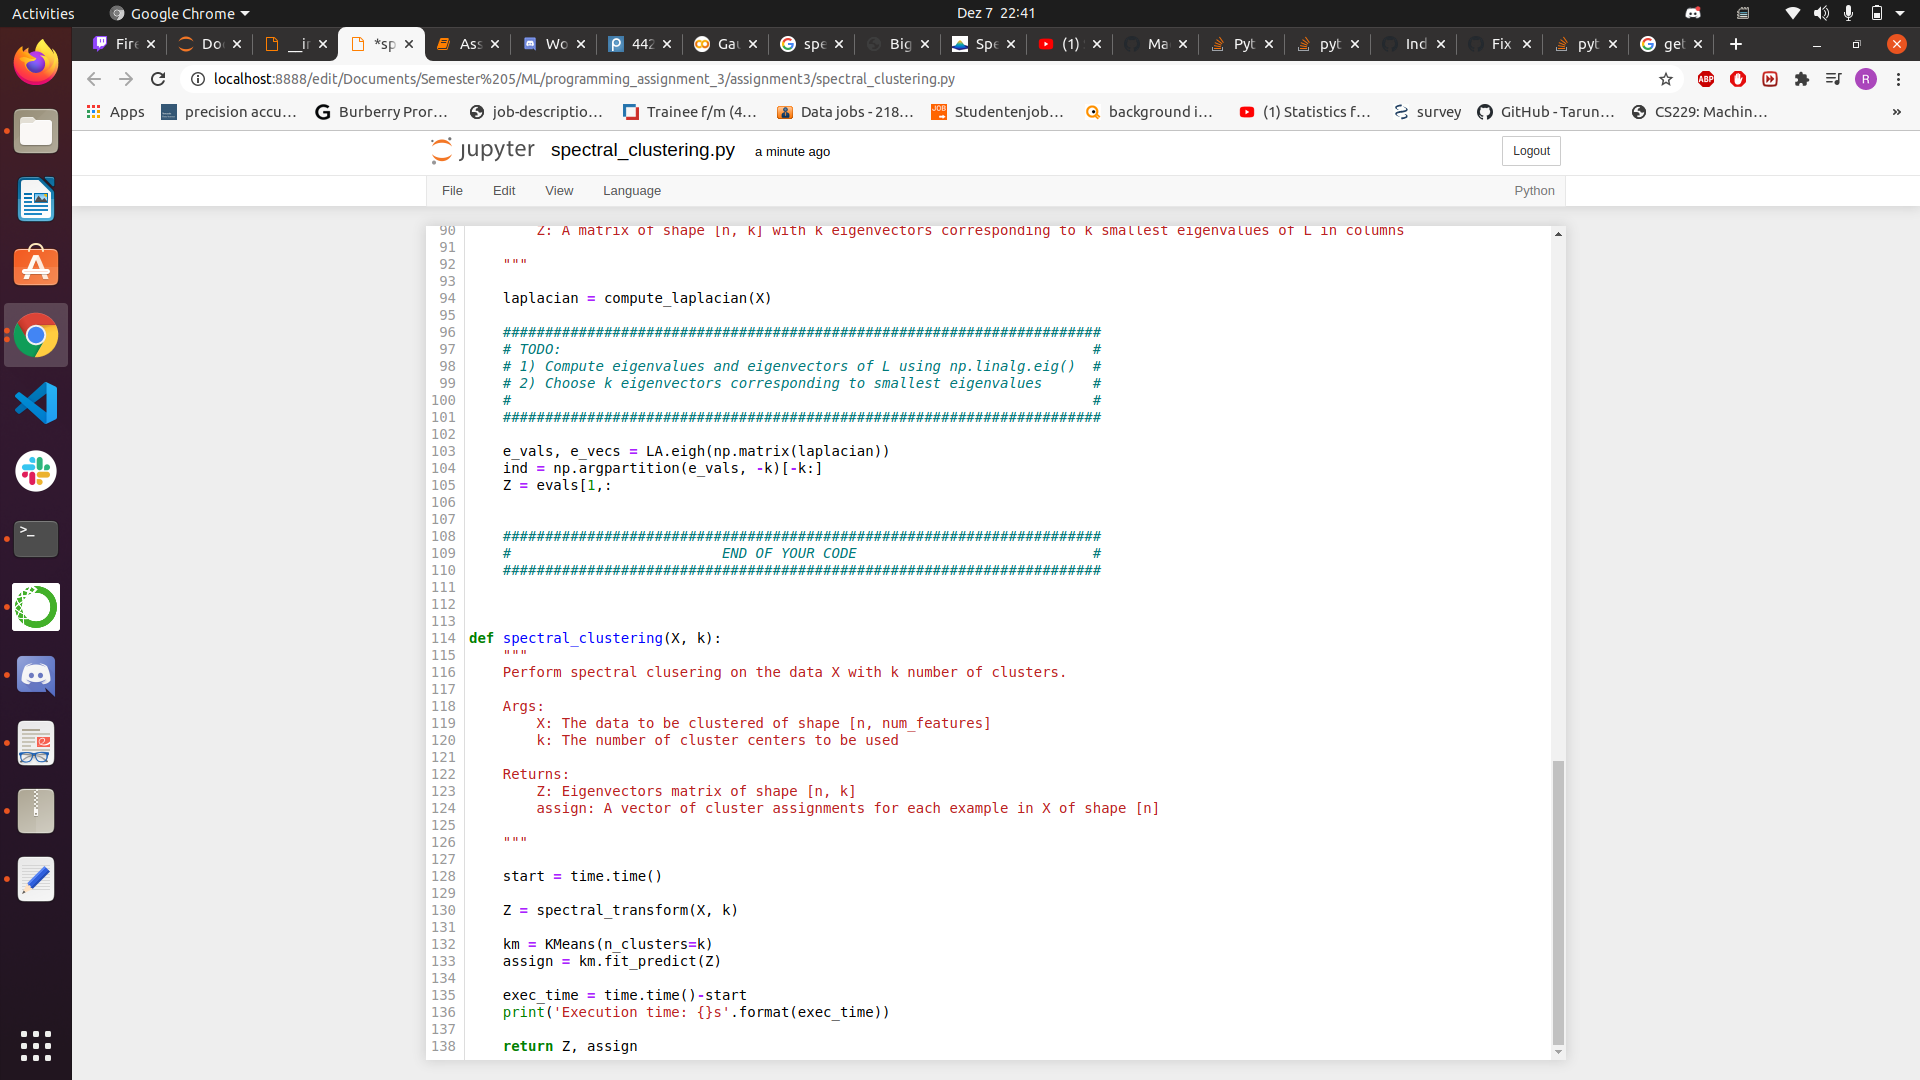 Activities Google Chrome Dez 7 22:41
Fire Do __ir *sp Ass Wo 442 Gau spe Big Spe (1) Ma Pyt pyt Ind Fix pyt get
localhost:8888/edit/Documents/Semester%205/ML/programming_assignment_3/assignment3/spectral_clustering.py ABP R
Apps precision accu... Burberry Pror... job-descriptio... Trainee f/m (4... Data jobs - 218... Studentenjob... background i... (1) Statistics f... survey GitHub - Tarun... CS229: Machin... »
jupyter spectral_clustering.py a minute ago Logout
File Edit View Language Python
90 Z: A matrix of shape [n, k] with k eigenvectors corresponding to k smallest eigenvalues of L in columns
91
92 """
93
94 laplacian = compute_laplacian(X)
95
96 #######################################################################
97 # TODO: #
98 # 1) Compute eigenvalues and eigenvectors of L using np.linalg.eig() #
99 # 2) Choose k eigenvectors corresponding to smallest eigenvalues #
100 # #
101 #######################################################################
102
103 e_vals, e_vecs = LA.eigh(np.matrix(laplacian))
104 ind = np.argpartition(e_vals, -k)[-k:]
105 Z = evals[1,:
106
107
108 #######################################################################
109 # END OF YOUR CODE #
110 #######################################################################
111
112
113
114 def spectral_clustering(X, k):
115 """
116 Perform spectral clusering on the data X with k number of clusters.
117
118 Args:
119 X: The data to be clustered of shape [n, num_features]
120 k: The number of cluster centers to be used
121
122 Returns:
123 Z: Eigenvectors matrix of shape [n, k]
124 assign: A vector of cluster assignments for each example in X of shape [n]
125
126 """
127
128 start = time.time()
129
130 Z = spectral_transform(X, k)
131
132 km = KMeans(n_clusters=k)
133 assign = km.fit_predict(Z)
134
135 exec_time = time.time()-start
136 print('Execution time: {}s'.format(exec_time))
137
138 return Z, assign